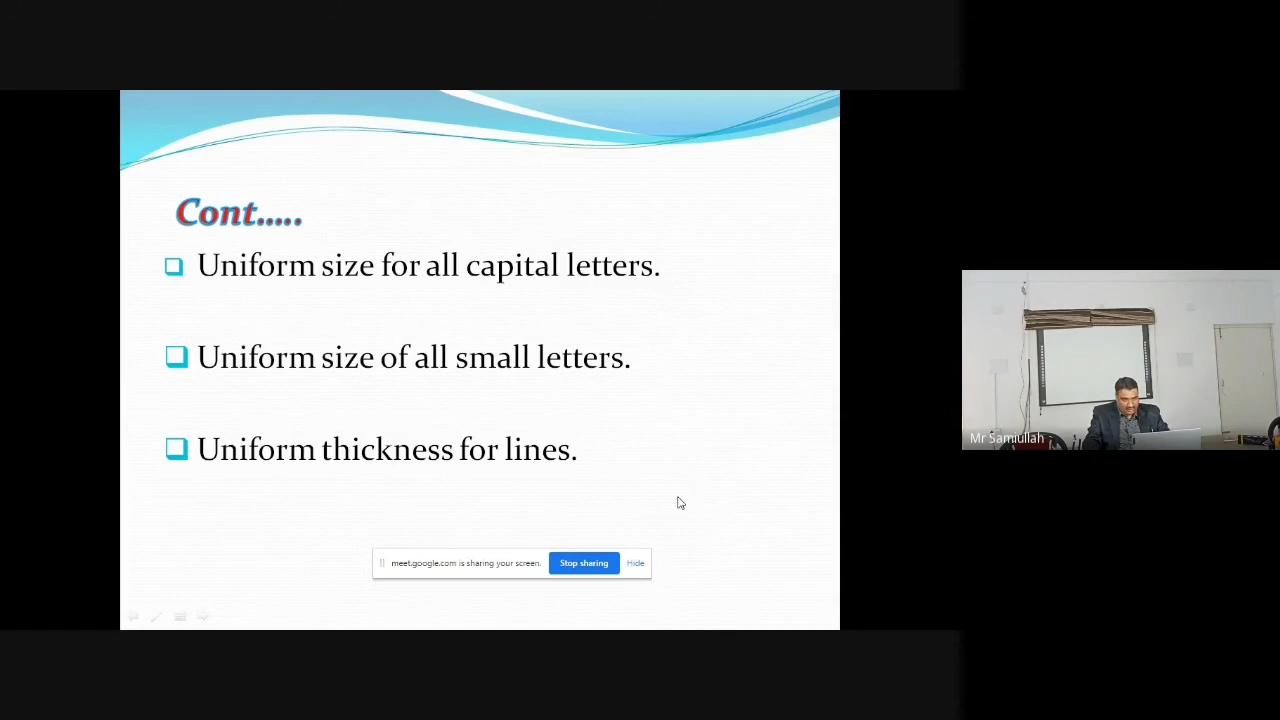 Cont.....
Uniform size for all capital letters.
Uniform size of all small letters.
Uniform thickness for lines.
meet.google.com is sharing your screen. Stop sharing Hide
Mr Samiullah